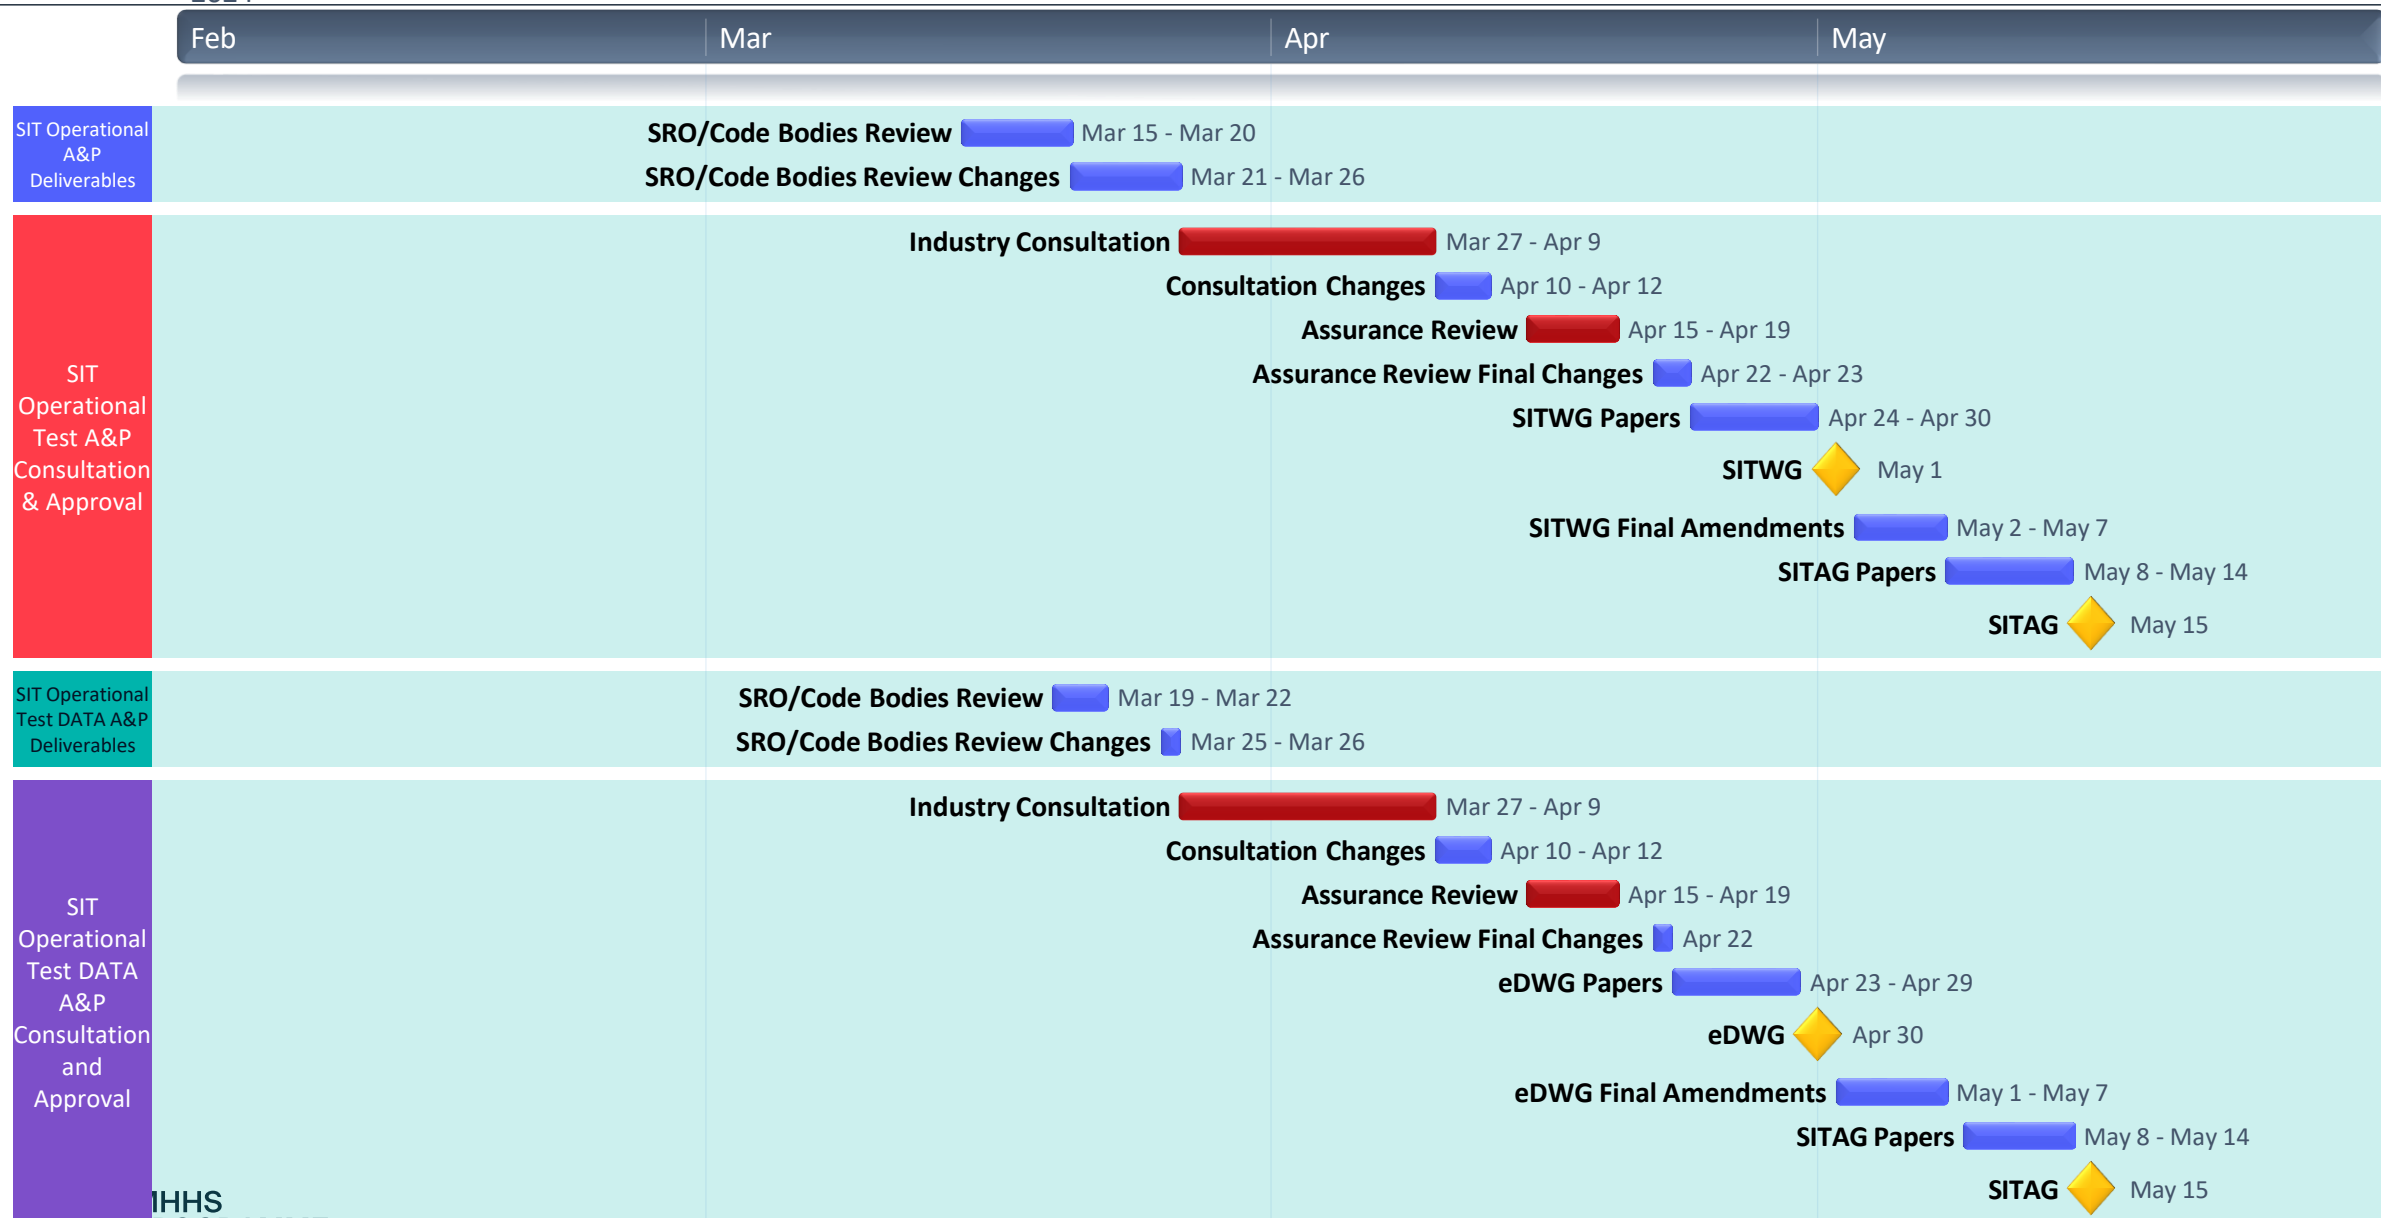 Feb Mar Apr May
SIT Operational
A&P
Deliverables
SRO/Code Bodies Review Mar 15 - Mar 20
SRO/Code Bodies Review Changes Mar 21 - Mar 26
SIT
Operational
Test A&P
Consultation
& Approval
Industry Consultation Mar 27 - Apr 9
Consultation Changes Apr 10 - Apr 12
Assurance Review Apr 15 - Apr 19
Assurance Review Final Changes Apr 22 - Apr 23
SITWG Papers Apr 24 - Apr 30
SITWG May 1
SITWG Final Amendments May 2 - May 7
SITAG Papers May 8 - May 14
SITAG May 15
SIT Operational
Test DATA A&P
Deliverables
SRO/Code Bodies Review Mar 19 - Mar 22
SRO/Code Bodies Review Changes Mar 25 - Mar 26
SIT
Operational
Test DATA
A&P
Consultation
and
Approval
Industry Consultation Mar 27 - Apr 9
Consultation Changes Apr 10 - Apr 12
Assurance Review Apr 15 - Apr 19
Assurance Review Final Changes Apr 22
eDWG Papers Apr 23 - Apr 29
eDWG Apr 30
eDWG Final Amendments May 1 - May 7
SITAG Papers May 8 - May 14
SITAG May 15